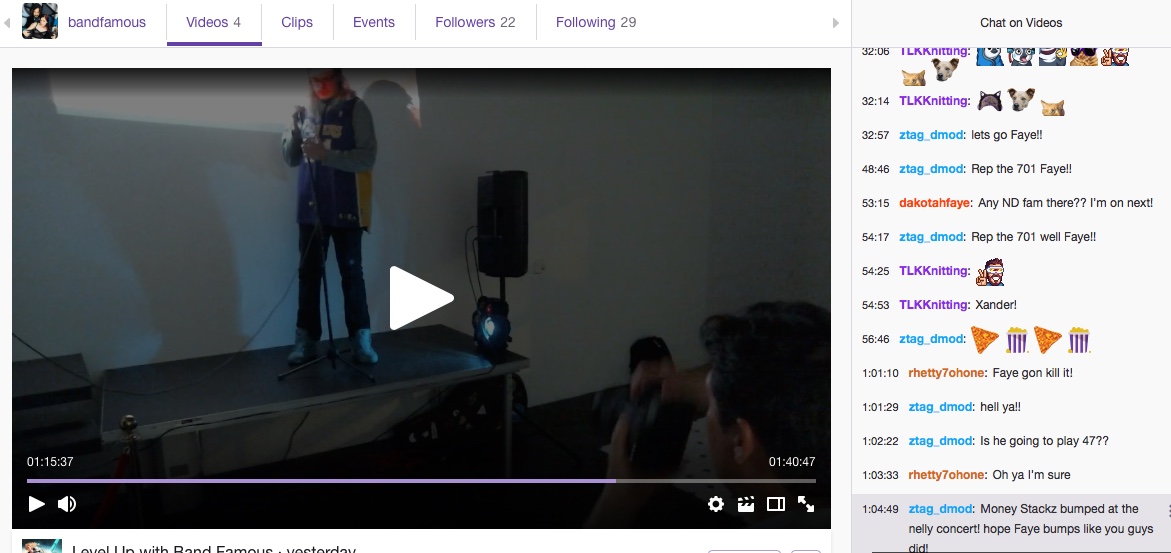 bandfamous Videos 4 Clips Events Followers 22 Following 29
Chat on Videos
32:06 TLKKnitting:
32:14 TLKKnitting:
32:57 ztag_dmod: lets go Faye!!
48:46 ztag_dmod: Rep the 701 Faye!!
53:15 dakotahfaye: Any ND fam there?? I'm on next!
54:17 ztag_dmod: Rep the 701 well Faye!!
54:25 TLKKnitting:
54:53 TLKKnitting: Xander!
56:46 ztag_dmod:
1:01:10 rhetty7ohone: Faye gon kill it!
1:01:29 ztag_dmod: hell ya!!
1:02:22 ztag_dmod: Is he going to play 47??
1:03:33 rhetty7ohone: Oh ya I'm sure
1:04:49 ztag_dmod: Money Stackz bumped at the
nelly concert! hope Faye bumps like you guys
did!
01:15:37 01:40:47
Level Up with Band Famous · yesterday